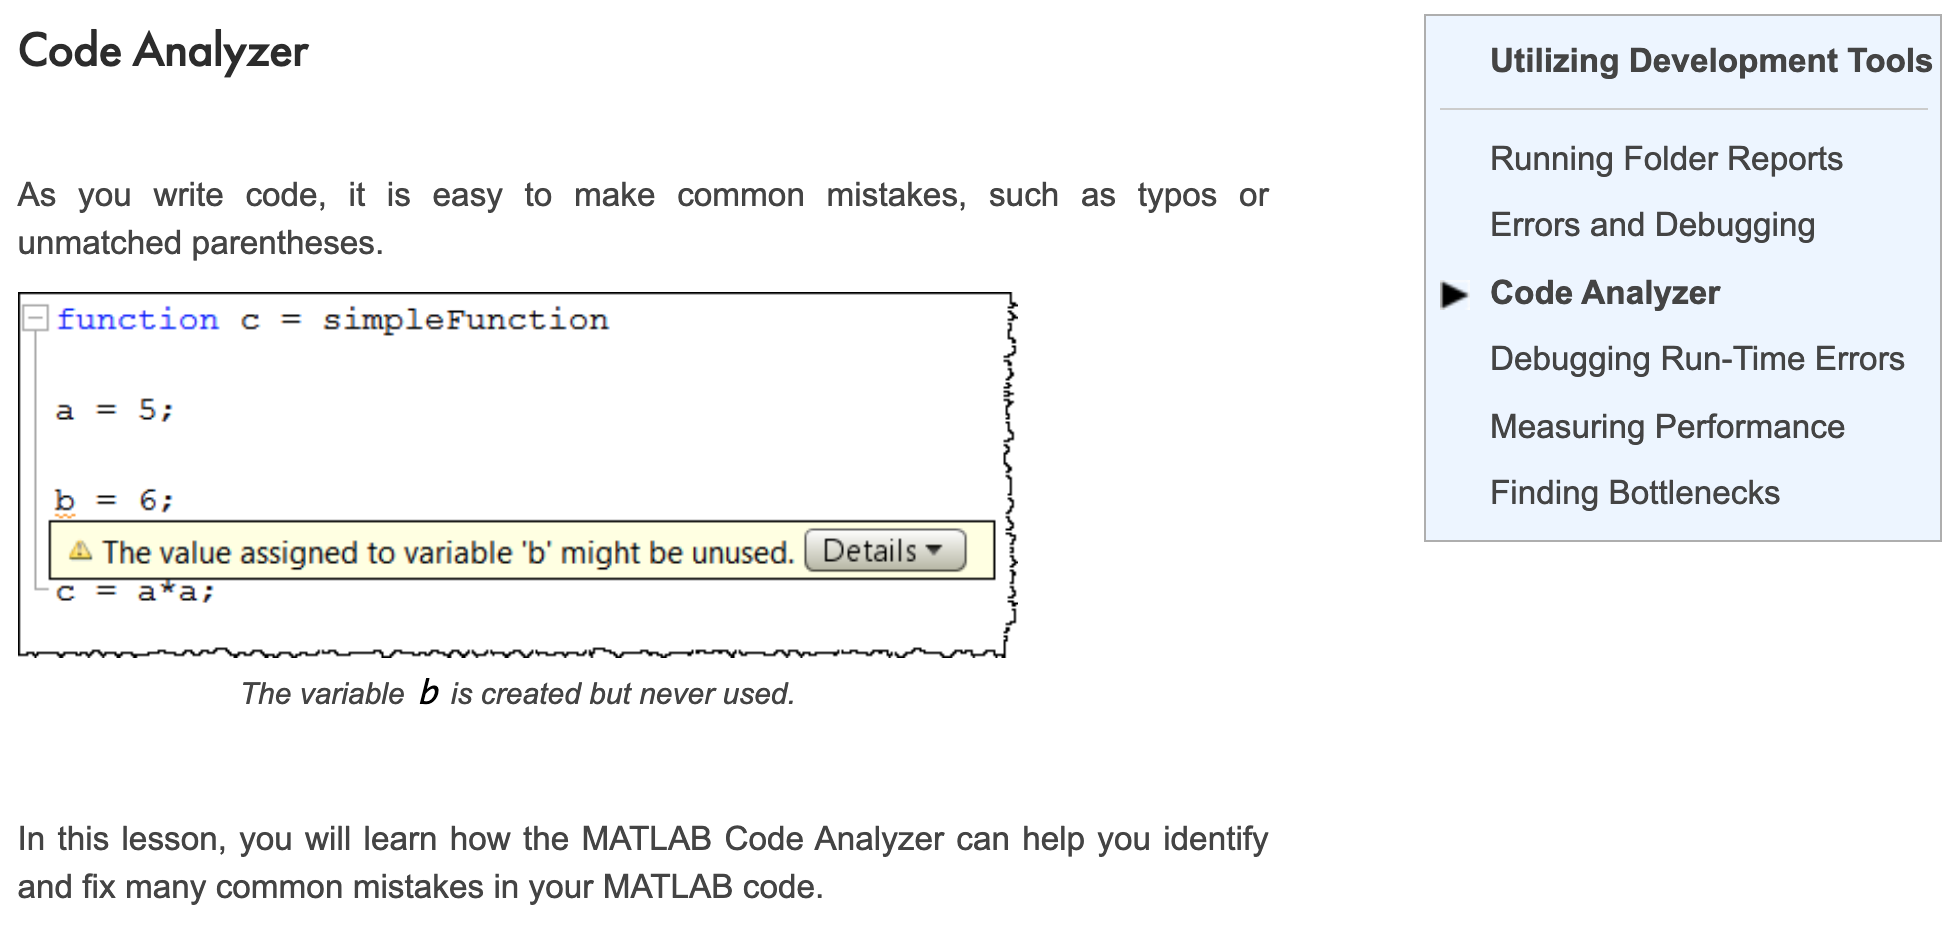 Code Analyzer
As you write code, it is easy to make common mistakes, such as typos or
unmatched parentheses.
function c = simpleFunction
a = 5;
b = 6;
The value assigned to variable 'b' might be unused. Details
c = a*a;
The variable b is created but never used.
In this lesson, you will learn how the MATLAB Code Analyzer can help you identify
and fix many common mistakes in your MATLAB code.
Utilizing Development Tools
Running Folder Reports
Errors and Debugging
Code Analyzer
Debugging Run-Time Errors
Measuring Performance
Finding Bottlenecks